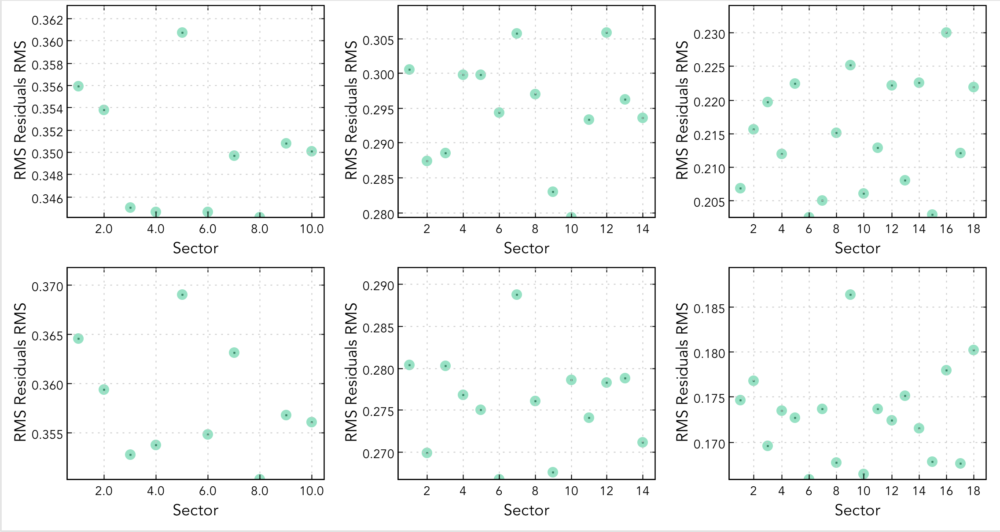 RMS Residuals RMS
0.362
0.360
0.358
0.356
0.354
0.352
0.350
0.348
0.346
2.0 4.0 6.0 8.0 10.0
Sector
RMS Residuals RMS
0.305
0.300
0.295
0.290
0.285
0.280
2 4 6 8 10 12 14
Sector
RMS Residuals RMS
0.230
0.225
0.220
0.215
0.210
0.205
2 4 6 8 10 12 14 16 18
Sector
RMS Residuals RMS
0.370
0.365
0.360
0.355
2.0 4.0 6.0 8.0 10.0
Sector
RMS Residuals RMS
0.290
0.285
0.280
0.275
0.270
2 4 6 8 10 12 14
Sector
RMS Residuals RMS
0.185
0.180
0.175
0.170
2 4 6 8 10 12 14 16 18
Sector